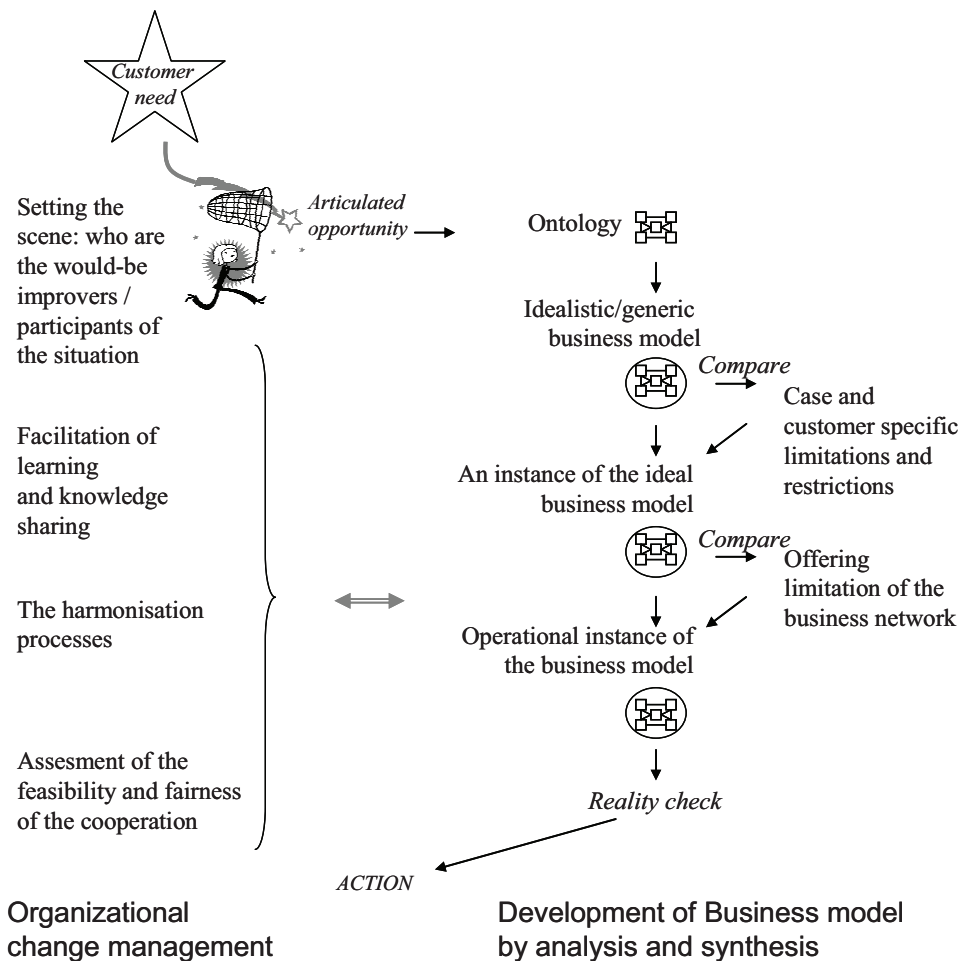 Customer
need
Setting the
scene: who are
the would-be
improvers /
participants of
the situation
Articulated
opportunity
Facilitation of
learning
and knowledge
sharing
The harmonisation
processes
Assesment of the
feasibility and fairness
of the cooperation
Ontology
Idealistic/generic
business model
Compare
Case and
customer specific
limitations and
restrictions
An instance of the ideal
business model
Compare
Offering
limitation of the
business network
Operational instance of
the business model
Reality check
ACTION
Organizational
change management
Development of Business model
by analysis and synthesis